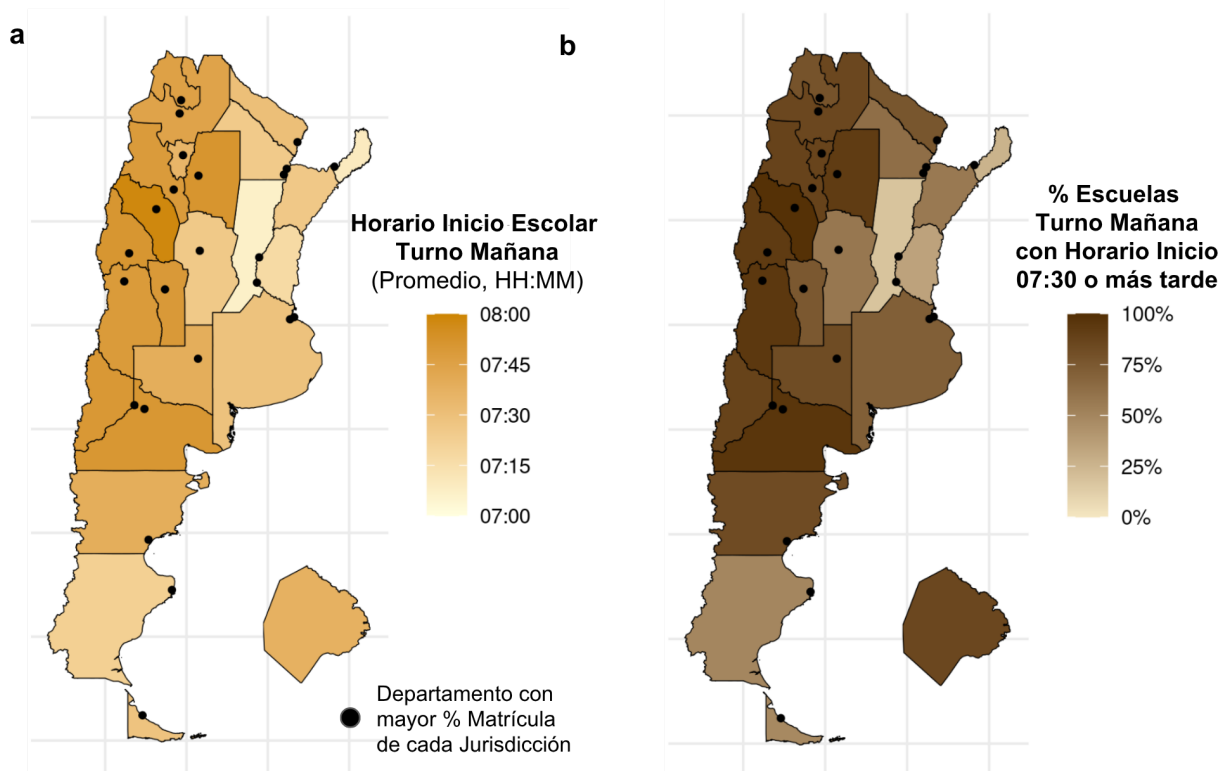 a
Horario Inicio Escolar
Turno Mañana
(Promedio, HH:MM)
08:00
07:45
07:30
07:15
07:00
Departamento con
mayor % Matrícula
de cada Jurisdicción
b
% Escuelas
Turno Mañana
con Horario Inicio
07:30 o más tarde
100%
75%
50%
25%
0%